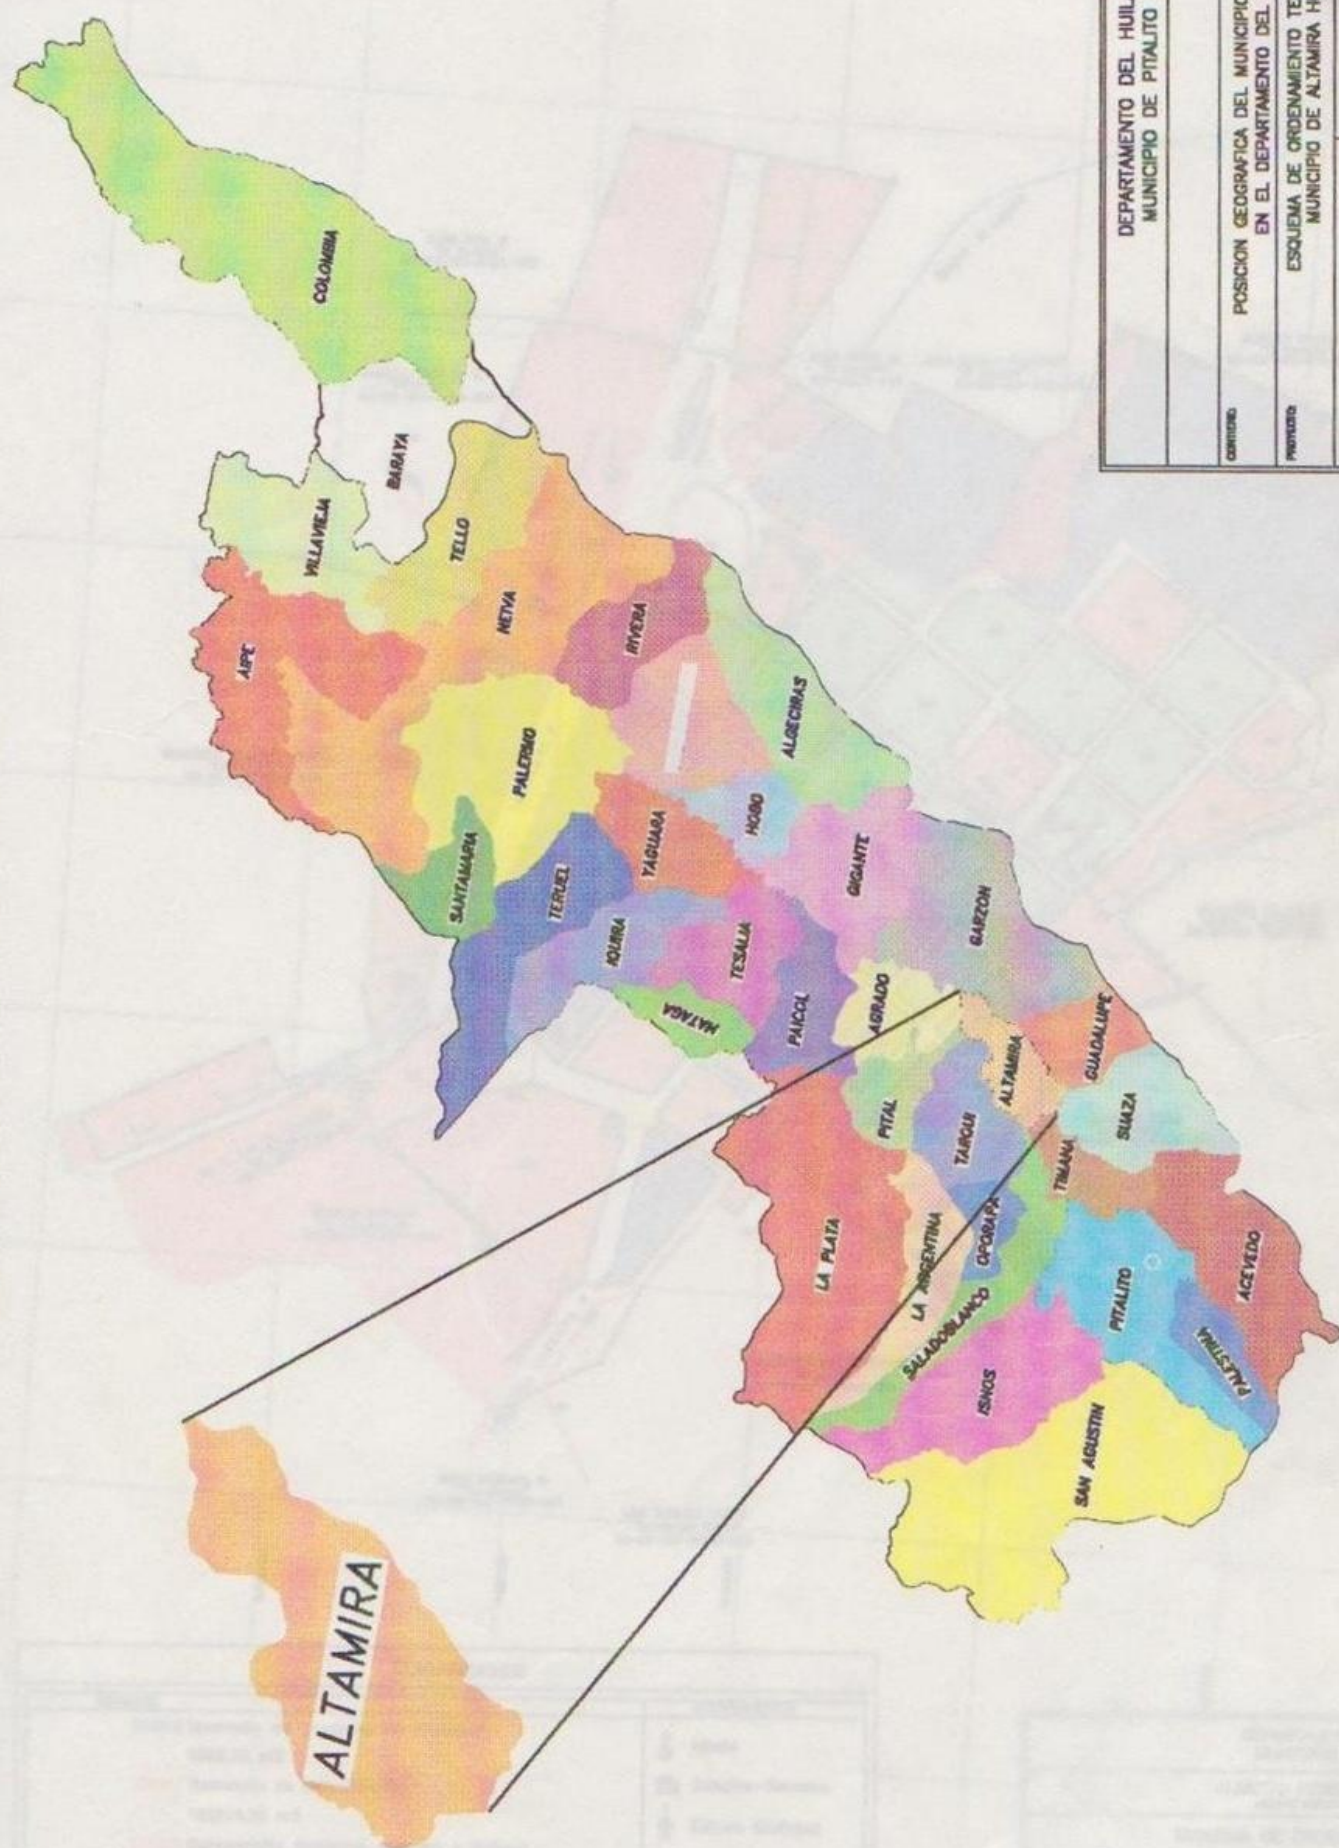 COLOMBIA
BARAYA
VILLAVIEJA
TELLO
AIPE
NEIVA
RIVERA
PALERMO
ALGECIRAS
SANTAMARIA
TERUEL
YAGUARA
HOBO
GIGANTE
IQUIRA
TESALIA
GARZON
NATAGA
PAICOL
AGRADO
ALTAMIRA
GUADALUPE
PITAL
TARQUI
SUAZA
TIMANA
LA PLATA
LA ARGENTINA
OPORAPA
SALADOBLANCO
PITALITO
ACEVEDO
ISNOS
PALESTINA
SAN AGUSTIN
ALTAMIRA
DEPARTAMENTO DEL HUIL
MUNICIPIO DE PITALITO
CONTIENE:
POSICION GEOGRAFICA DEL MUNICIPIO
EN EL DEPARTAMENTO DEL
PROYECTO:
ESQUEMA DE ORDENAMIENTO TE
MUNICIPIO DE ALTAMIRA H